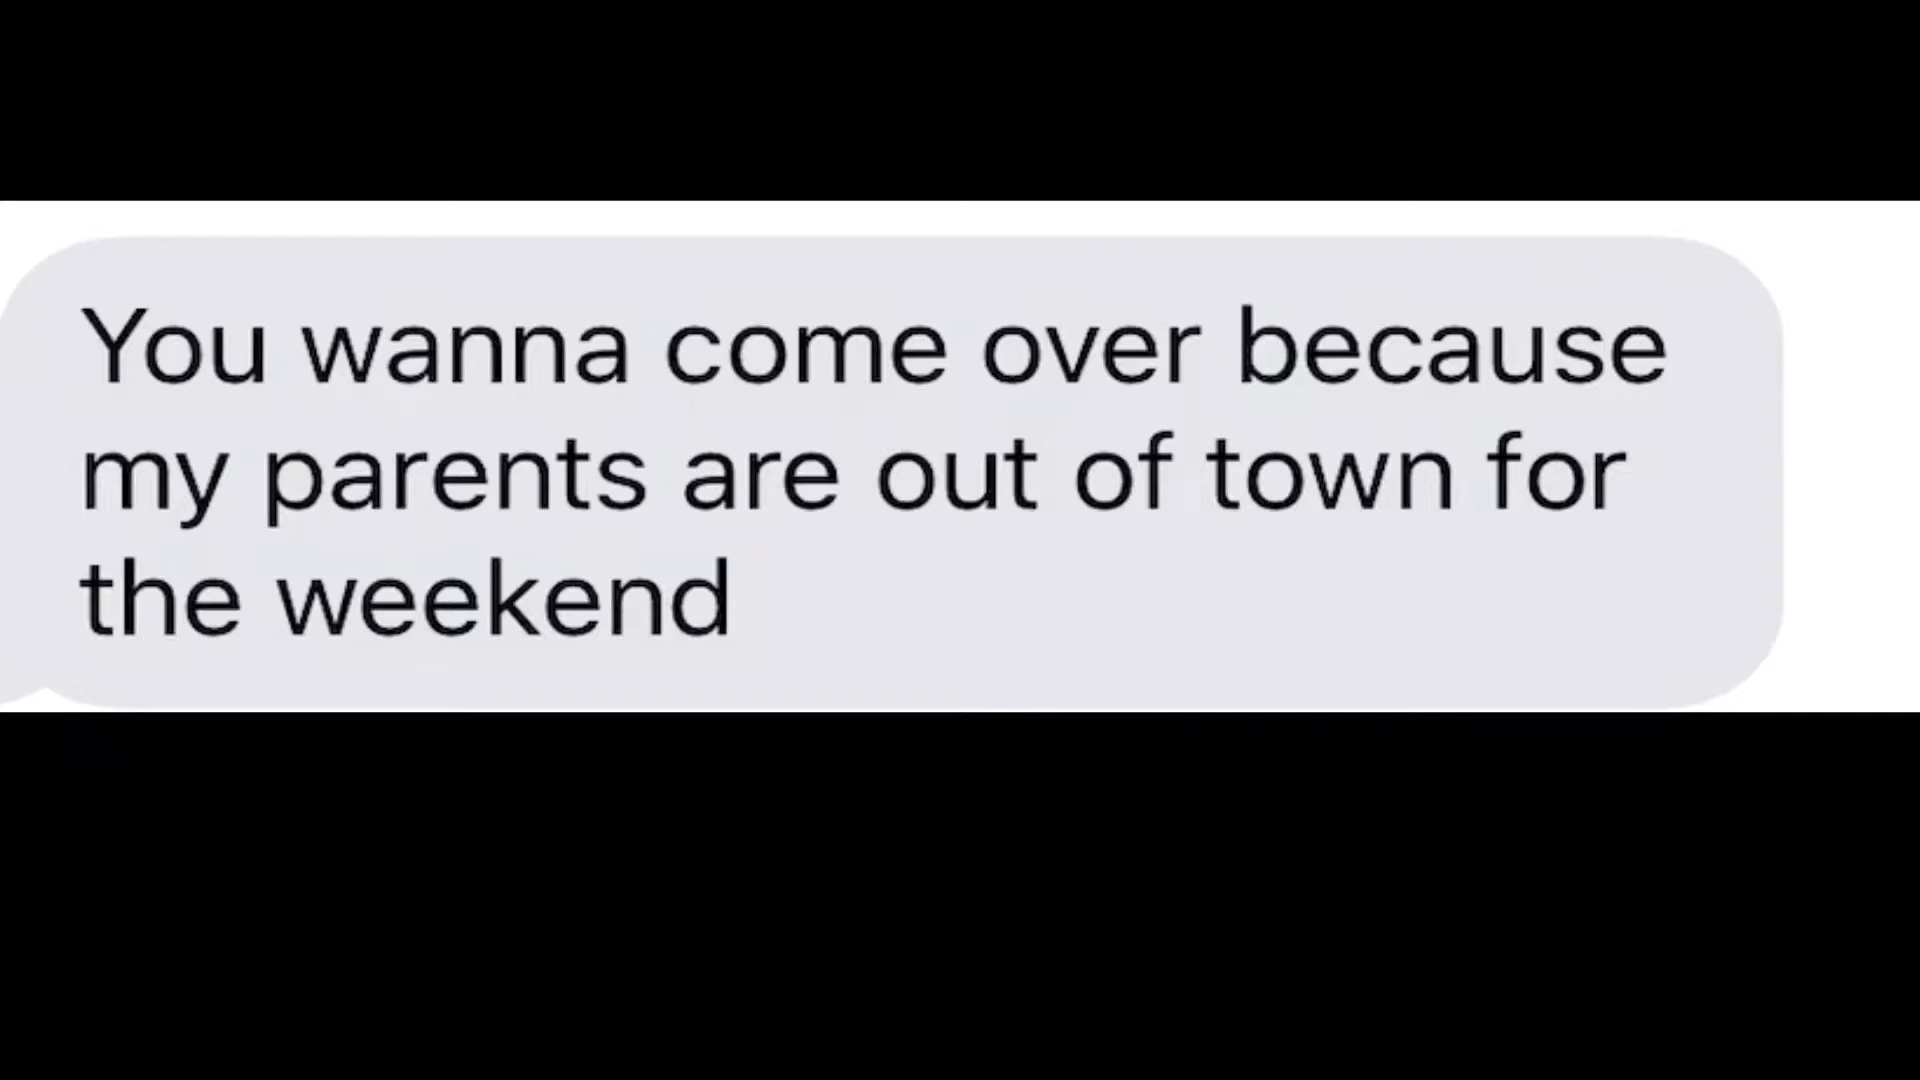 You wanna come over because
my parents are out of town for
the weekend